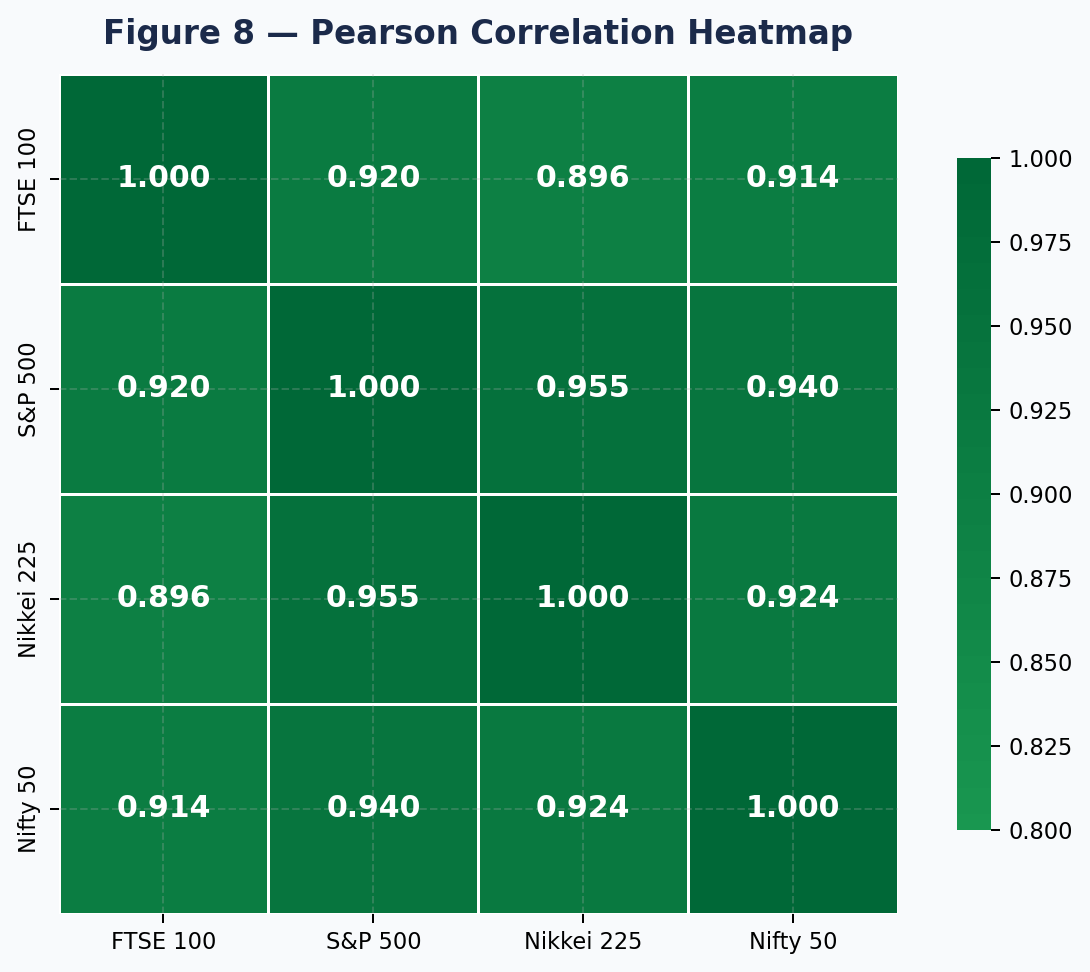 Figure 8 — Pearson Correlation Heatmap
FTSE 100
1.000 0.920 0.896 0.914
S&P 500
0.920 1.000 0.955 0.940
Nikkei 225
0.896 0.955 1.000 0.924
Nifty 50
0.914 0.940 0.924 1.000
FTSE 100 S&P 500 Nikkei 225 Nifty 50
1.000
0.975
0.950
0.925
0.900
0.875
0.850
0.825
0.800